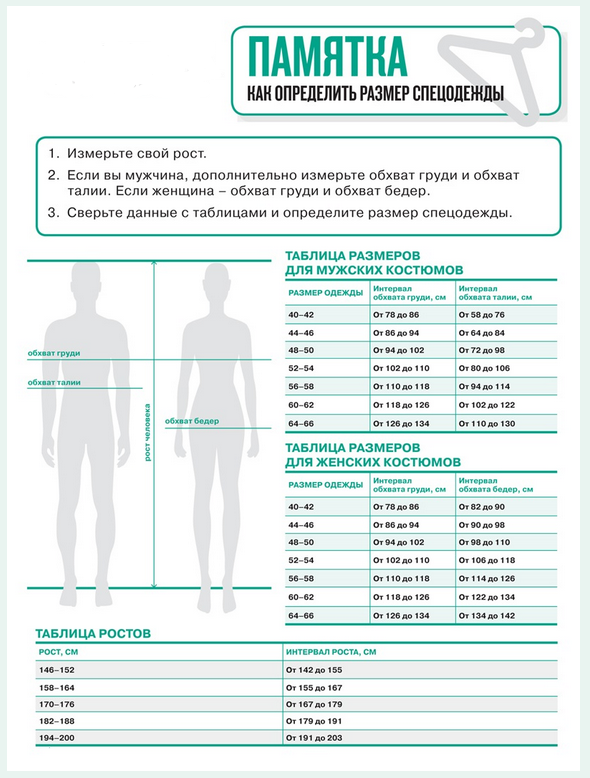 ПАМЯТКА
КАК ОПРЕДЕЛИТЬ РАЗМЕР СПЕЦОДЕЖДЫ
1. Измерьте свой рост.
2. Если вы мужчина, дополнительно измерьте обхват груди и обхват
талии. Если женщина – обхват груди и обхват бедер.
3. Сверьте данные с таблицами и определите размер спецодежды.
обхват груди
обхват талии
рост человека
обхват бедер
ТАБЛИЦА РАЗМЕРОВ
ДЛЯ МУЖСКИХ КОСТЮМОВ
РАЗМЕР ОДЕЖДЫ Интервал обхвата груди, см Интервал обхвата талии, см
40–42 От 78 до 86 От 58 до 76
44–46 От 86 до 94 От 64 до 84
48–50 От 94 до 102 От 72 до 98
52–54 От 102 до 110 От 80 до 106
56–58 От 110 до 118 От 94 до 114
60–62 От 118 до 126 От 102 до 122
64–66 От 126 до 134 От 110 до 130
ТАБЛИЦА РАЗМЕРОВ
ДЛЯ ЖЕНСКИХ КОСТЮМОВ
РАЗМЕР ОДЕЖДЫ Интервал обхвата груди, см Интервал обхвата бедер, см
40–42 От 78 до 86 От 82 до 90
44–46 От 86 до 94 От 90 до 98
48–50 От 94 до 102 От 98 до 110
52–54 От 102 до 110 От 106 до 118
56–58 От 110 до 118 От 114 до 126
60–62 От 118 до 126 От 122 до 134
64–66 От 126 до 134 От 134 до 142
ТАБЛИЦА РОСТОВ
РОСТ, СМ ИНТЕРВАЛ РОСТА, СМ
146–152 От 142 до 155
158–164 От 155 до 167
170–176 От 167 до 179
182–188 От 179 до 191
194–200 От 191 до 203